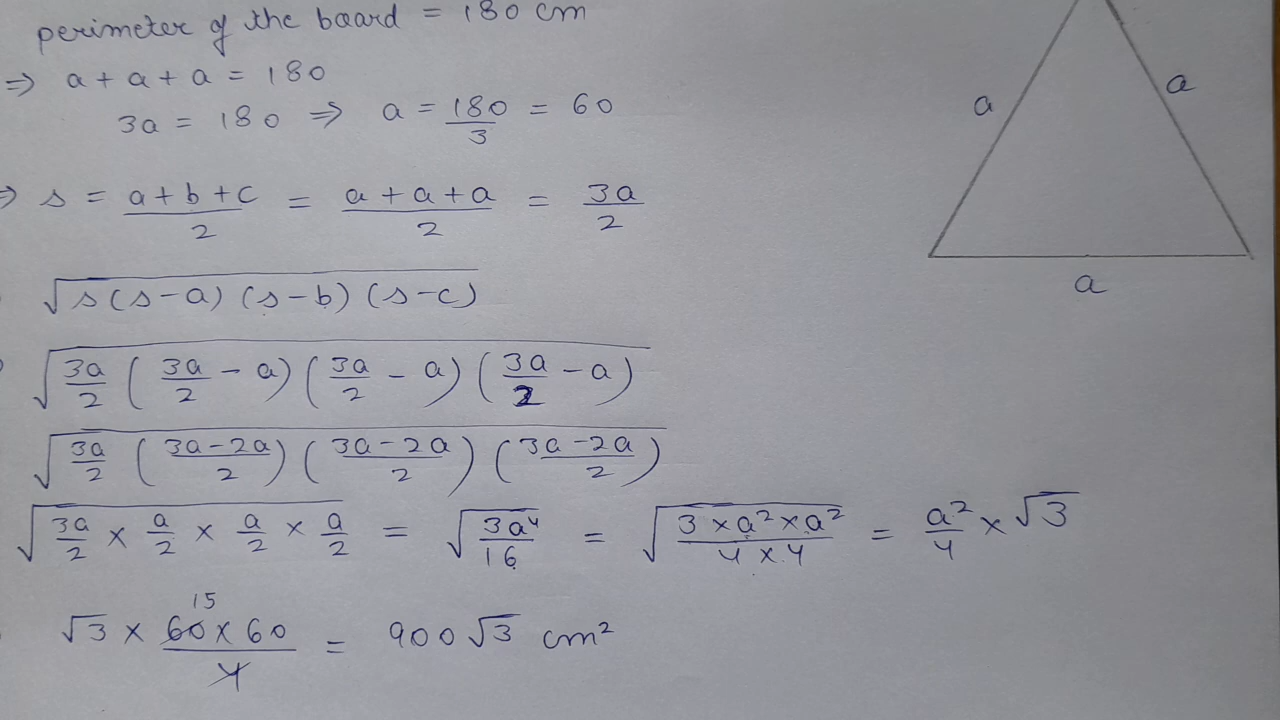 perimeter of the board = 180 cm
⇒ a + a + a = 180
3a = 180 ⇒ a = 180/3 = 60
⇒ s = (a + b + c)/2 = (a + a + a)/2 = 3a/2
√(s(s-a)(s-b)(s-c))
√(3a/2 (3a/2 - a)(3a/2 - a)(3a/2 - a))
√(3a/2 ((3a-2a)/2)((3a-2a)/2)((3a-2a)/2))
√(3a/2 × a/2 × a/2 × a/2) = √(3a⁴/16) = √((3 × a² × a²)/(4 × 4)) = a²/4 × √3
15
√3 × (60 × 60)/4 = 900√3 cm²
a
a
a